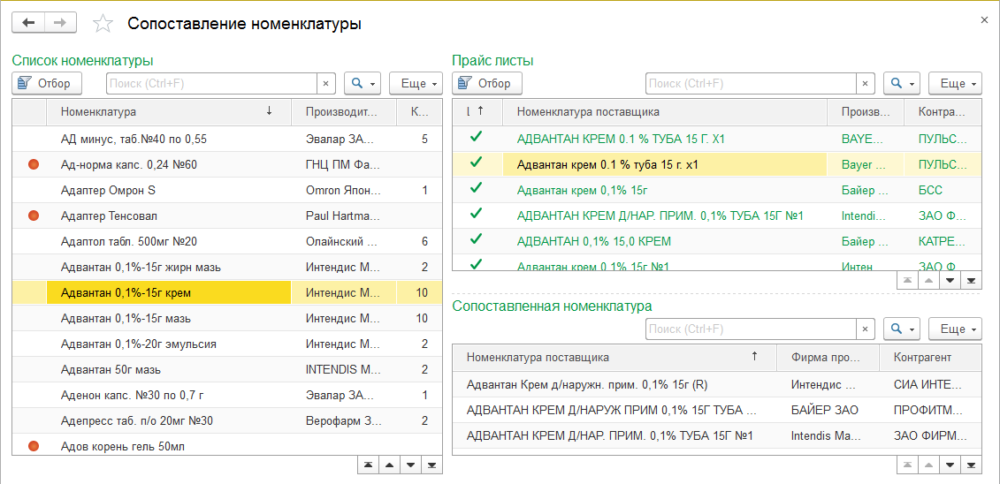 Сопоставление номенклатуры
×
Список номенклатуры
Отбор Поиск (Ctrl+F) × Еще
Номенклатура ↓ Производит... К...
АД минус, таб.№40 по 0,55 Эвалар ЗА... 5
Ад-норма капс. 0,24 №60 ГНЦ ПМ Фа...
Адаптер Омрон S Omron Япон... 1
Адаптер Тенсовал Paul Hartma...
Адаптол табл. 500мг №20 Олайнский ... 6
Адвантан 0,1%-15г жирн мазь Интендис М... 2
Адвантан 0,1%-15г крем Интендис М... 10
Адвантан 0,1%-15г мазь Интендис М... 10
Адвантан 0,1%-20г эмульсия Интендис М... 2
Адвантан 50г мазь INTENDIS M... 2
Аденон капс. №30 по 0,7 г Эвалар ЗА... 1
Адепресс таб. п/о 20мг №30 Верофарм З... 2
Адов корень гель 50мл
Прайс листы
Отбор Поиск (Ctrl+F) × Еще
↑ Номенклатура поставщика Произв... Контра...
АДВАНТАН КРЕМ 0.1 % ТУБА 15 Г. X1 BAYE... ПУЛЬС...
Адвантан крем 0.1 % туба 15 г. x1 Bayer ... ПУЛЬС...
Адвантан крем 0,1% 15г Байер ... БСС
АДВАНТАН КРЕМ Д/НАР. ПРИМ. 0,1% ТУБА 15Г №1 Intendi... ЗАО Ф...
АДВАНТАН 0,1% 15,0 КРЕМ Байер ... КАТРЕ...
Адвантан крем 0,1% 15г №1 Интен ЗАО Ф
Сопоставленная номенклатура
Поиск (Ctrl+F) × Еще
Номенклатура поставщика ↑ Фирма про... Контрагент
Адвантан Крем д/наружн. прим. 0,1% 15г (R) Интендис ... СИА ИНТЕ...
АДВАНТАН КРЕМ Д/НАРУЖ ПРИМ 0,1% 15Г ТУБА ... БАЙЕР ЗАО ПРОФИТМ...
АДВАНТАН КРЕМ Д/НАР. ПРИМ. 0,1% ТУБА 15Г №1 Intendis Ma... ЗАО ФИРМ...